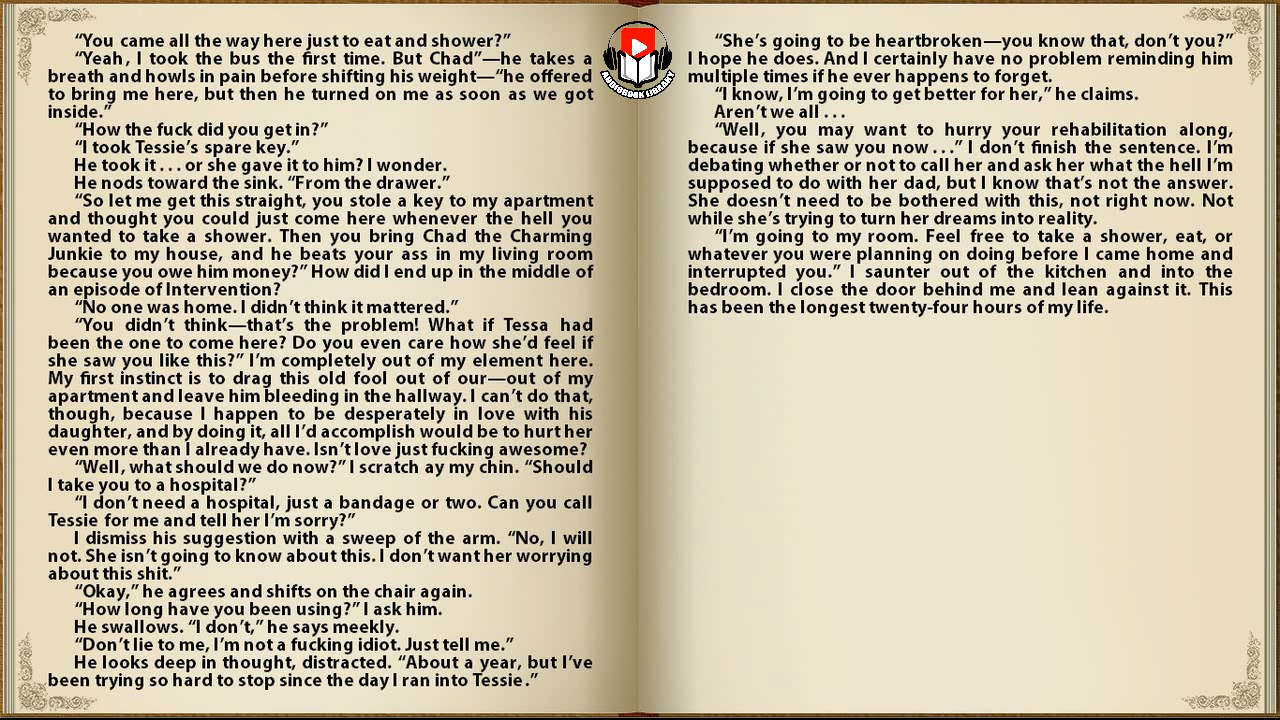 “You came all the way here just to eat and shower?”
“Yeah, I took the bus the first time. But Chad”—he takes a
breath and howls in pain before shifting his weight—“he offered
to bring me here, but then he turned on me as soon as we got
inside.”
“How the fuck did you get in?”
“I took Tessie’s spare key.”
He took it . . . or she gave it to him? I wonder.
He nods toward the sink. “From the drawer.”
“So let me get this straight, you stole a key to my apartment
and thought you could just come here whenever the hell you
wanted to take a shower. Then you bring Chad the Charming
Junkie to my house, and he beats your ass in my living room
because you owe him money?” How did I end up in the middle of
an episode of Intervention?
“No one was home. I didn’t think it mattered.”
“You didn’t think—that’s the problem! What if Tessa had
been the one to come here? Do you even care how she’d feel if
she saw you like this?” I’m completely out of my element here.
My first instinct is to drag this old fool out of our—out of my
apartment and leave him bleeding in the hallway. I can’t do that,
though, because I happen to be desperately in love with his
daughter, and by doing it, all I’d accomplish would be to hurt her
even more than I already have. Isn’t love just fucking awesome?
“Well, what should we do now?” I scratch ay my chin. “Should
I take you to a hospital?”
“I don’t need a hospital, just a bandage or two. Can you call
Tessie for me and tell her I’m sorry?”
I dismiss his suggestion with a sweep of the arm. “No, I will
not. She isn’t going to know about this. I don’t want her worrying
about this shit.”
“Okay,” he agrees and shifts on the chair again.
“How long have you been using?” I ask him.
He swallows. “I don’t,” he says meekly.
“Don’t lie to me, I’m not a fucking idiot. Just tell me.”
He looks deep in thought, distracted. “About a year, but I’ve
been trying so hard to stop since the day I ran into Tessie.”
AUDIOBOOK LIBRARY
“She’s going to be heartbroken—you know that, don’t you?”
I hope he does. And I certainly have no problem reminding him
multiple times if he ever happens to forget.
“I know, I’m going to get better for her,” he claims.
Aren’t we all . . .
“Well, you may want to hurry your rehabilitation along,
because if she saw you now . . .” I don’t finish the sentence. I’m
debating whether or not to call her and ask her what the hell I’m
supposed to do with her dad, but I know that’s not the answer.
She doesn’t need to be bothered with this, not right now. Not
while she’s trying to turn her dreams into reality.
“I’m going to my room. Feel free to take a shower, eat, or
whatever you were planning on doing before I came home and
interrupted you.” I saunter out of the kitchen and into the
bedroom. I close the door behind me and lean against it. This
has been the longest twenty-four hours of my life.